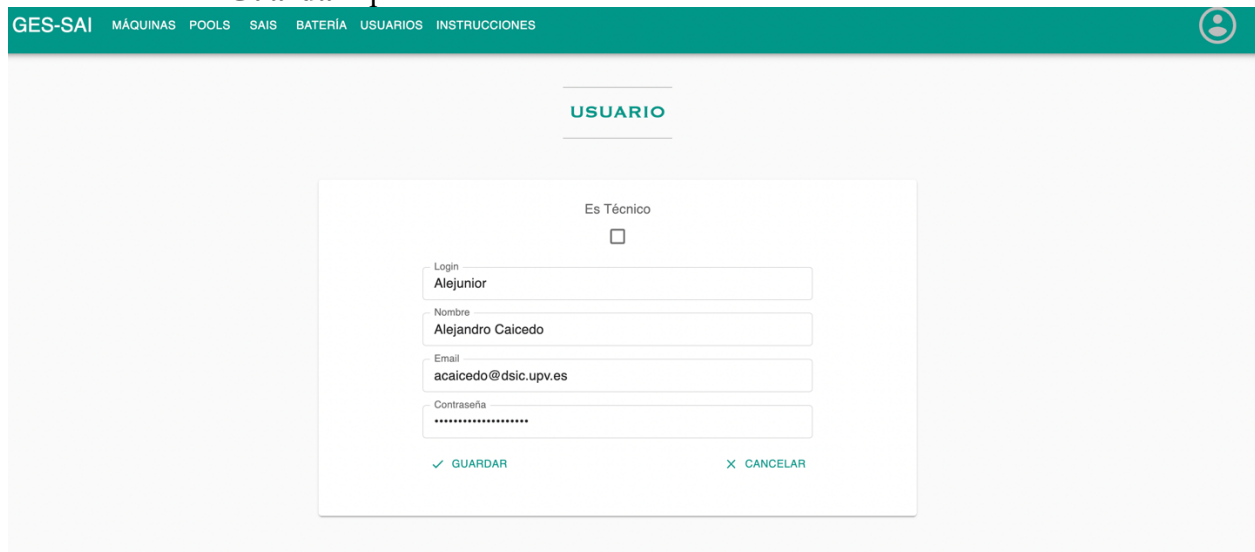 GES-SAI MÁQUINAS POOLS SAIS BATERÍA USUARIOS INSTRUCCIONES
USUARIO
Es Técnico
Login
Alejunior
Nombre
Alejandro Caicedo
Email
acaicedo@dsic.upv.es
Contraseña
••••••••••••••••••••
GUARDAR CANCELAR